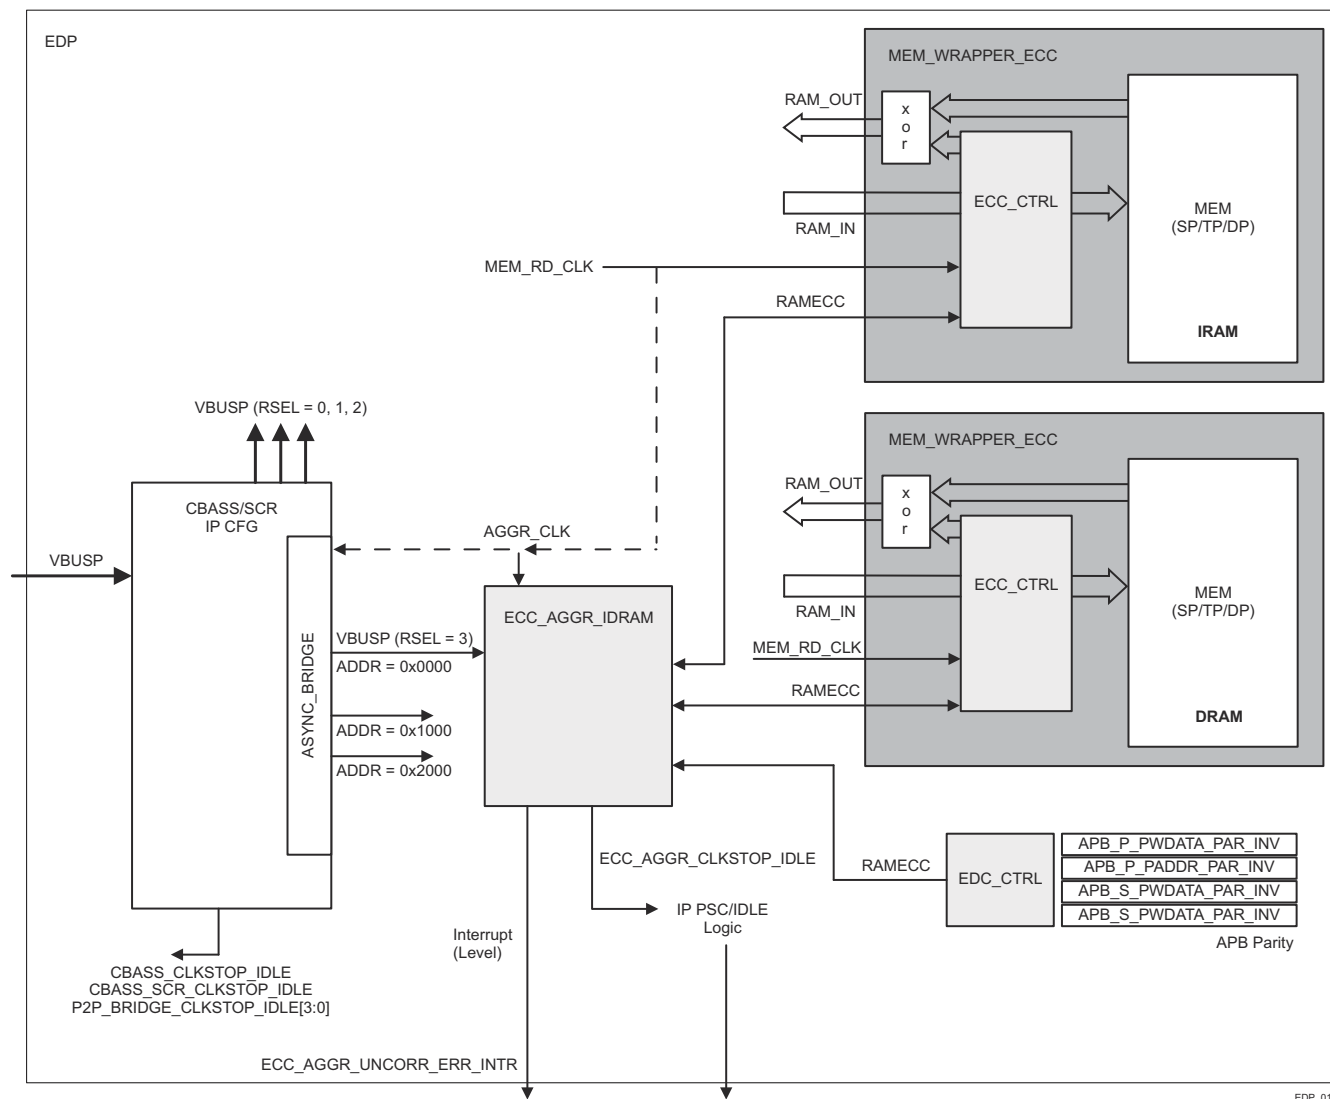 EDP
MEM_WRAPPER_ECC
RAM_OUT
x
o
r
ECC_CTRL
MEM
(SP/TP/DP)
RAM_IN
MEM_RD_CLK
RAMECC
IRAM
VBUSP (RSEL = 0, 1, 2)
MEM_WRAPPER_ECC
RAM_OUT
x
o
r
CBASS/SCR
IP CFG
AGGR_CLK
VBUSP
ECC_CTRL
MEM
(SP/TP/DP)
RAM_IN
ECC_AGGR_IDRAM
ASYNC_BRIDGE
VBUSP (RSEL = 3)
ADDR = 0x0000
MEM_RD_CLK
RAMECC
DRAM
ADDR = 0x1000
ADDR = 0x2000
ECC_AGGR_CLKSTOP_IDLE
RAMECC
EDC_CTRL
APB_P_PWDATA_PAR_INV
APB_P_PADDR_PAR_INV
APB_S_PWDATA_PAR_INV
APB_S_PWDATA_PAR_INV
APB Parity
IP PSC/IDLE
Logic
Interrupt
(Level)
CBASS_CLKSTOP_IDLE
CBASS_SCR_CLKSTOP_IDLE
P2P_BRIDGE_CLKSTOP_IDLE[3:0]
ECC_AGGR_UNCORR_ERR_INTR
EDP_01